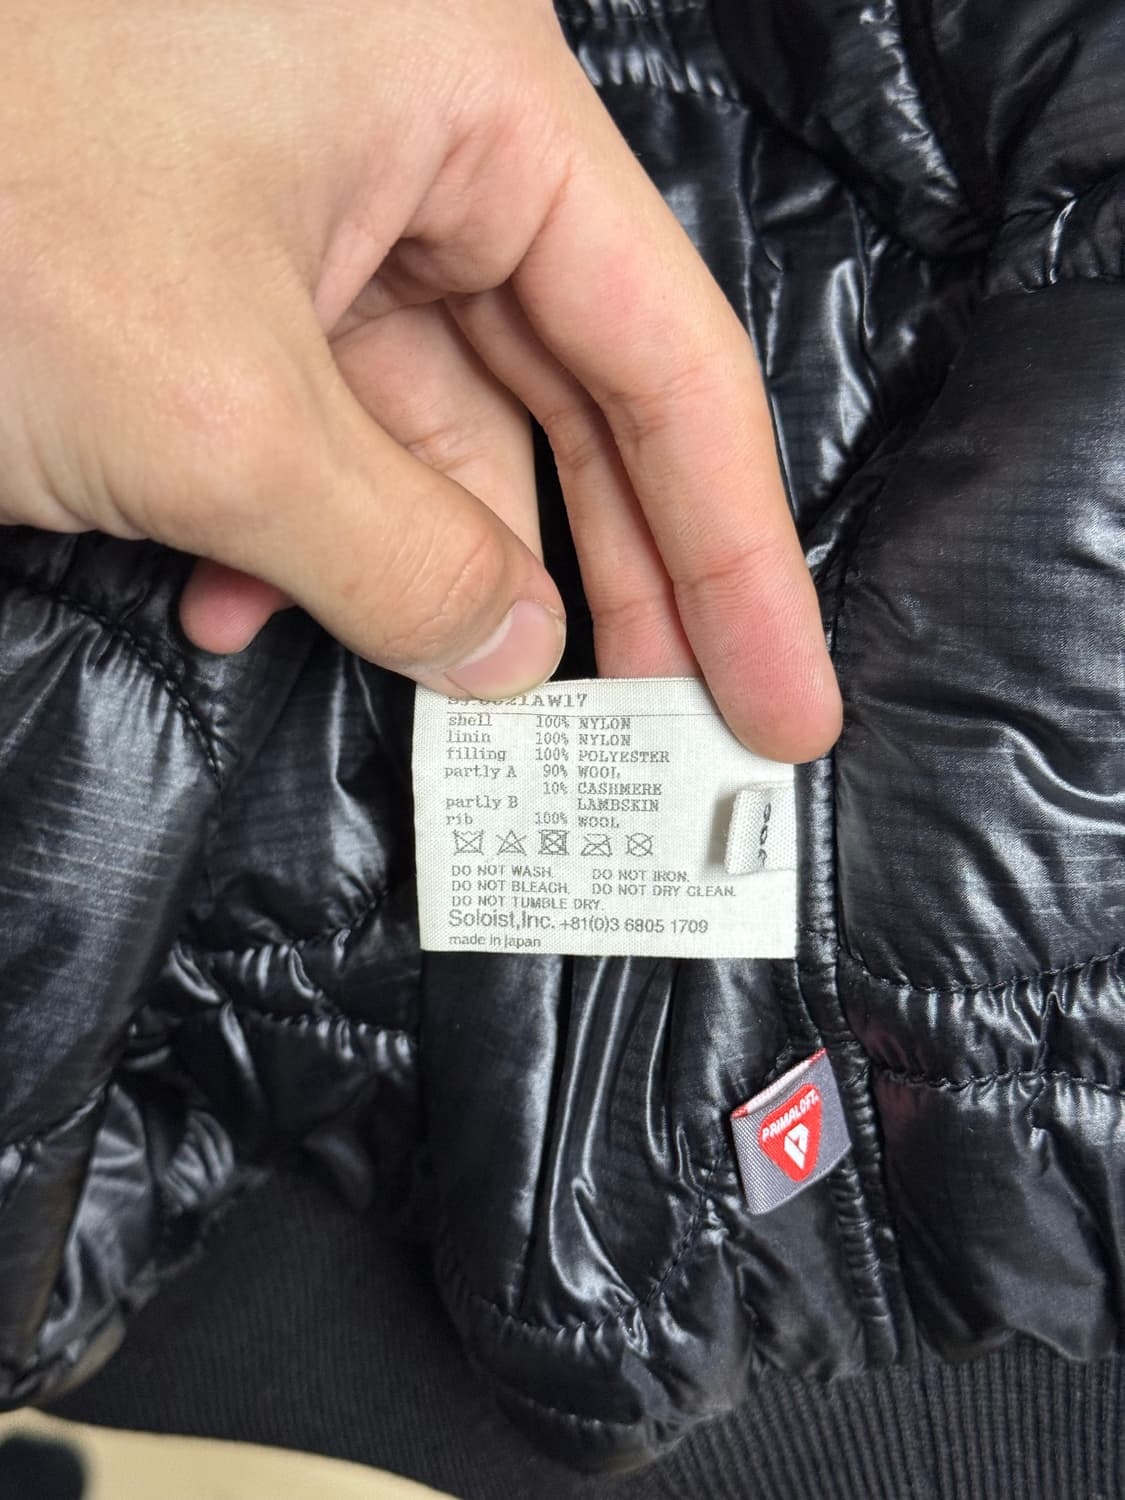 shell 100% NYLON
linin 100% NYLON
filling 100% POLYESTER
partly A 90% WOOL
10% CASHMERE
partly B LAMBSKIN
rib 100% WOOL
DO NOT WASH. DO NOT IRON.
DO NOT BLEACH. DO NOT DRY CLEAN.
DO NOT TUMBLE DRY.
Soloist,Inc. +81(0)3 6805 1709
made in japan
PRIMALOFT